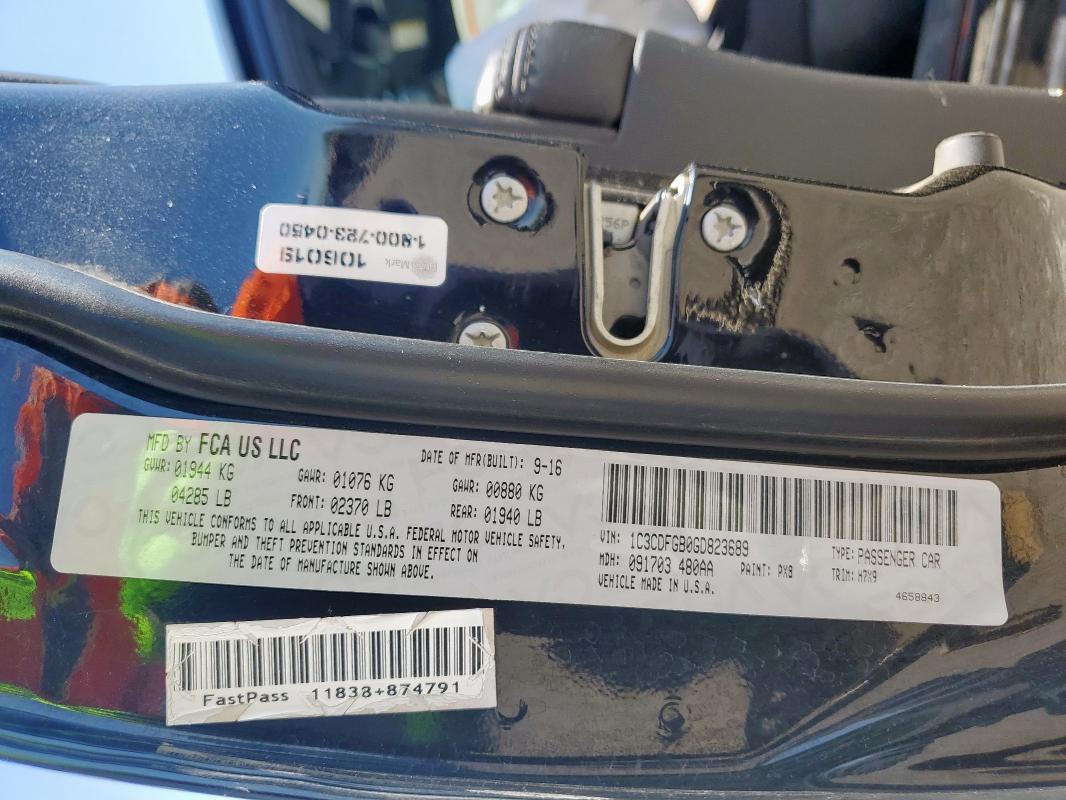 56P
1-800-723-0450
106019
MFD BY FCA US LLC
DATE OF MFR(BUILT): 9-16
GVWR: 01944 KG GAWR: 01076 KG GAWR: 00880 KG
04285 LB FRONT: 02370 LB REAR: 01940 LB
THIS VEHICLE CONFORMS TO ALL APPLICABLE U.S.A. FEDERAL MOTOR VEHICLE SAFETY,
BUMPER AND THEFT PREVENTION STANDARDS IN EFFECT ON
THE DATE OF MANUFACTURE SHOWN ABOVE.
VIN: 1C3CDFGB0GD823689 TYPE: PASSENGER CAR
MDH: 091703 480AA PAINT: PX8 TRIM: H7X9
VEHICLE MADE IN U.S.A. 4658843
FastPass 11838+874791